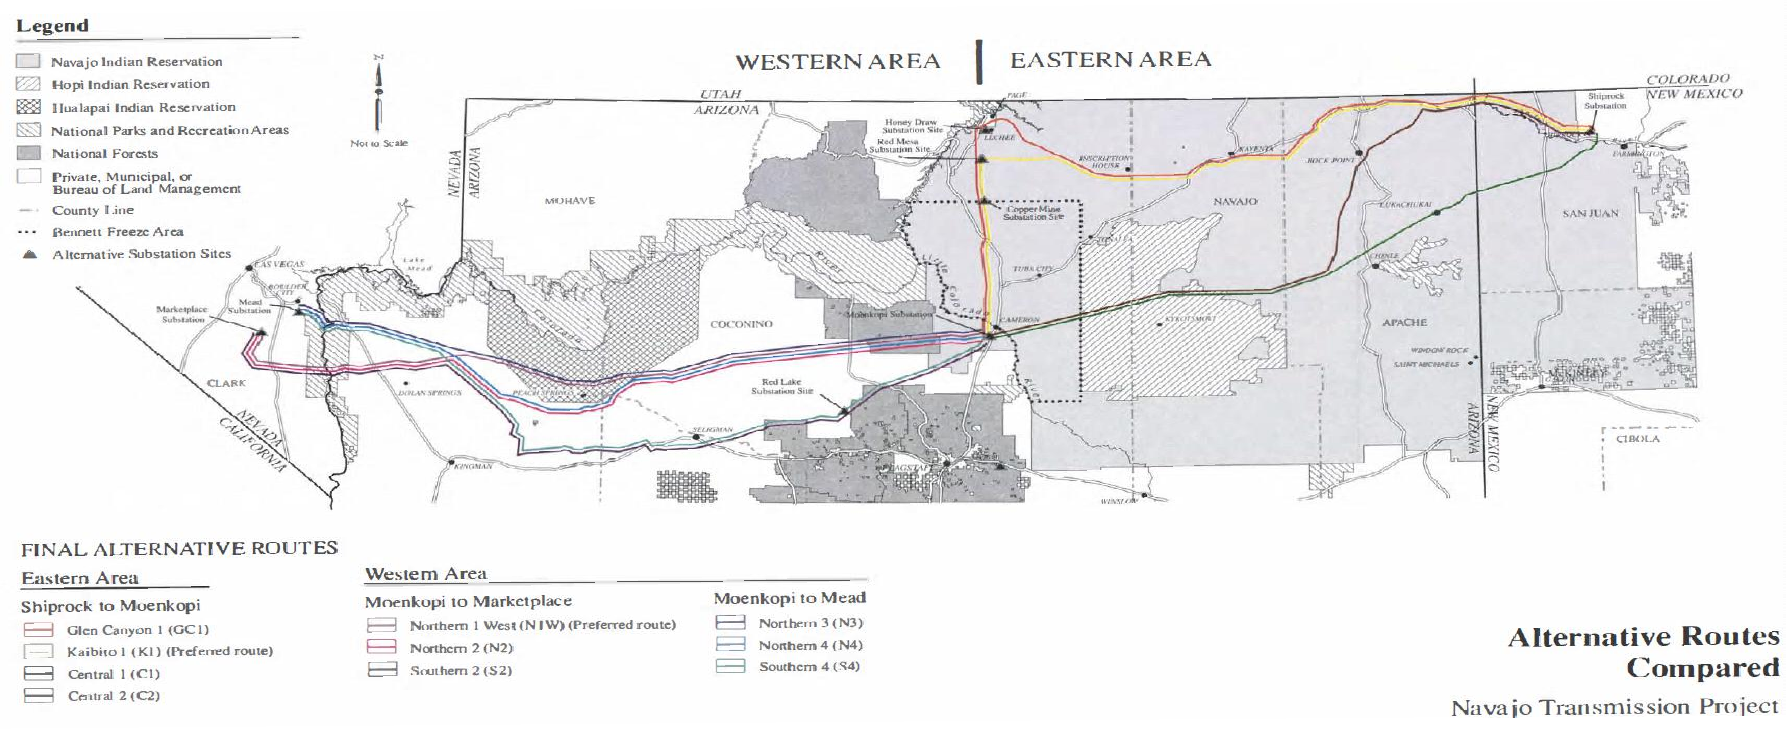 Legend
Navajo Indian Reservation
Hopi Indian Reservation
Hualapai Indian Reservation
National Parks and Recreation Areas
National Forests
Private, Municipal, or
Bureau of Land Management
County Line
Bennett Freeze Area
Alternative Substation Sites
Not to Scale
WESTERN AREA
EASTERN AREA
UTAH
ARIZONA
COLORADO
NEW MEXICO
NEVADA
ARIZONA
PAGE
Honey Draw
Substation Site
LECHEE
Red Mesa
Substation Site
Shiprock
Substation
FARMINGTON
INSCRIPTION
HOUSE
KAYENTA
ROCK POINT
MOHAVE
Copper Mine
Substation Site
NAVAJO
LUKACHUKAI
SAN JUAN
TUBA CITY
CHINLE
River
Little
Colorado
Lake
Mead
LAS VEGAS
BOULDER
CITY
Mead
Substation
Marketplace
Substation
Colorado
COCONINO
Moenkopi Substation
CAMERON
KYKOTSMOVI
APACHE
WINDOW ROCK
SAINT MICHAELS
CLARK
DOLAN SPRINGS
PEACH SPRINGS
Red Lake
Substation Site
River
MCKINLEY
NEVADA
CALIFORNIA
SELIGMAN
KINGMAN
FLAGSTAFF
WINSLOW
ARIZONA
NEW MEXICO
CIBOLA
FINAL ALTERNATIVE ROUTES
Eastern Area
Shiprock to Moenkopi
Glen Canyon 1 (GC1)
Kaibito 1 (K1) (Preferred route)
Central 1 (C1)
Central 2 (C2)
Western Area
Moenkopi to Marketplace
Northern 1 West (N1W) (Preferred route)
Northern 2 (N2)
Southern 2 (S2)
Moenkopi to Mead
Northern 3 (N3)
Northern 4 (N4)
Southern 4 (S4)
Alternative Routes
Compared
Navajo Transmission Project